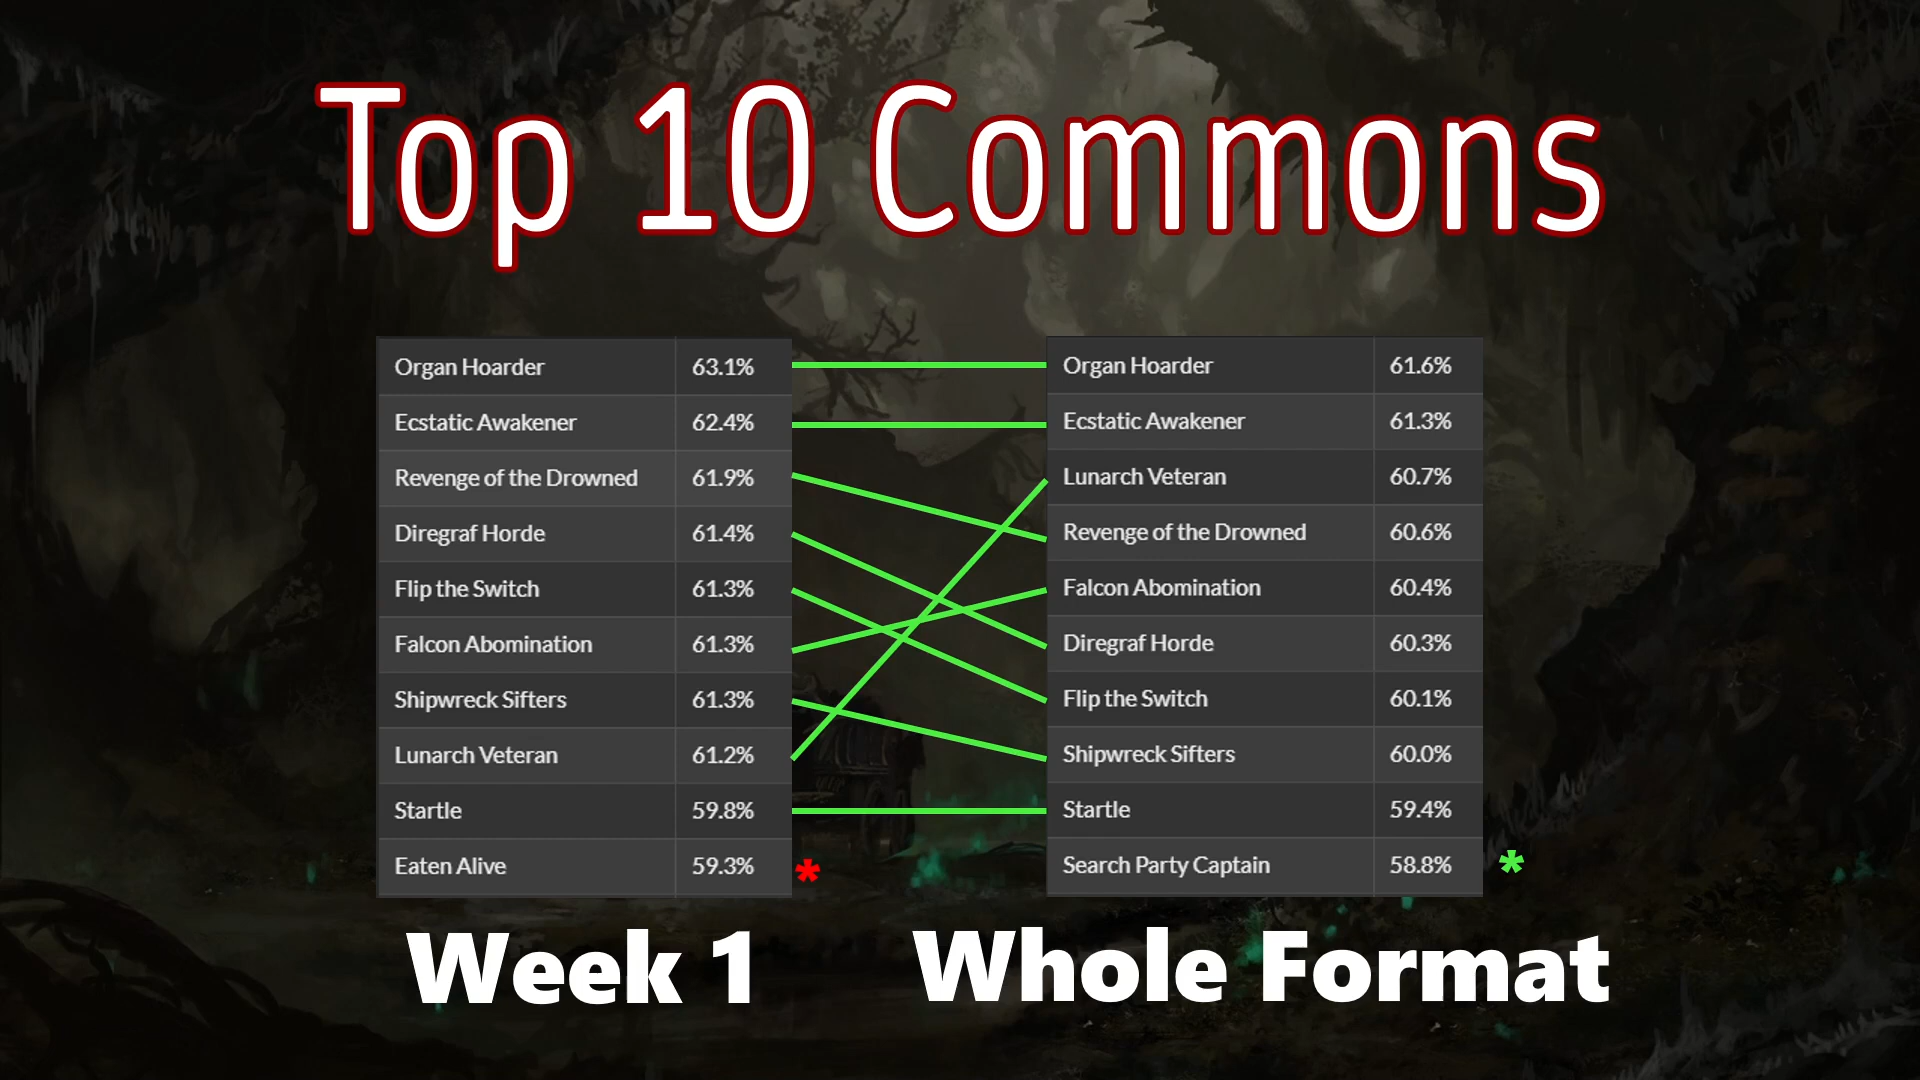 Top 10 Commons
Organ Hoarder 63.1%
Ecstatic Awakener 62.4%
Revenge of the Drowned 61.9%
Diregraf Horde 61.4%
Flip the Switch 61.3%
Falcon Abomination 61.3%
Shipwreck Sifters 61.3%
Lunarch Veteran 61.2%
Startle 59.8%
Eaten Alive 59.3% *
Week 1
Organ Hoarder 61.6%
Ecstatic Awakener 61.3%
Lunarch Veteran 60.7%
Revenge of the Drowned 60.6%
Falcon Abomination 60.4%
Diregraf Horde 60.3%
Flip the Switch 60.1%
Shipwreck Sifters 60.0%
Startle 59.4%
Search Party Captain 58.8% *
Whole Format